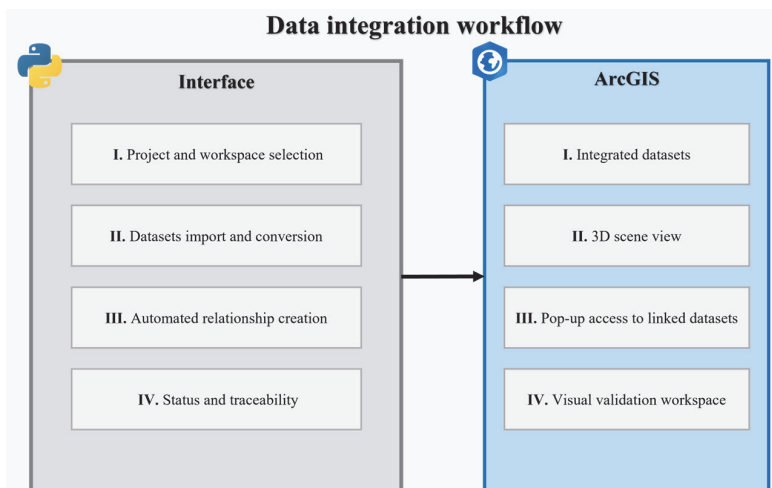 Data integration workflow
Interface
I. Project and workspace selection
II. Datasets import and conversion
III. Automated relationship creation
IV. Status and traceability
ArcGIS
I. Integrated datasets
II. 3D scene view
III. Pop-up access to linked datasets
IV. Visual validation workspace